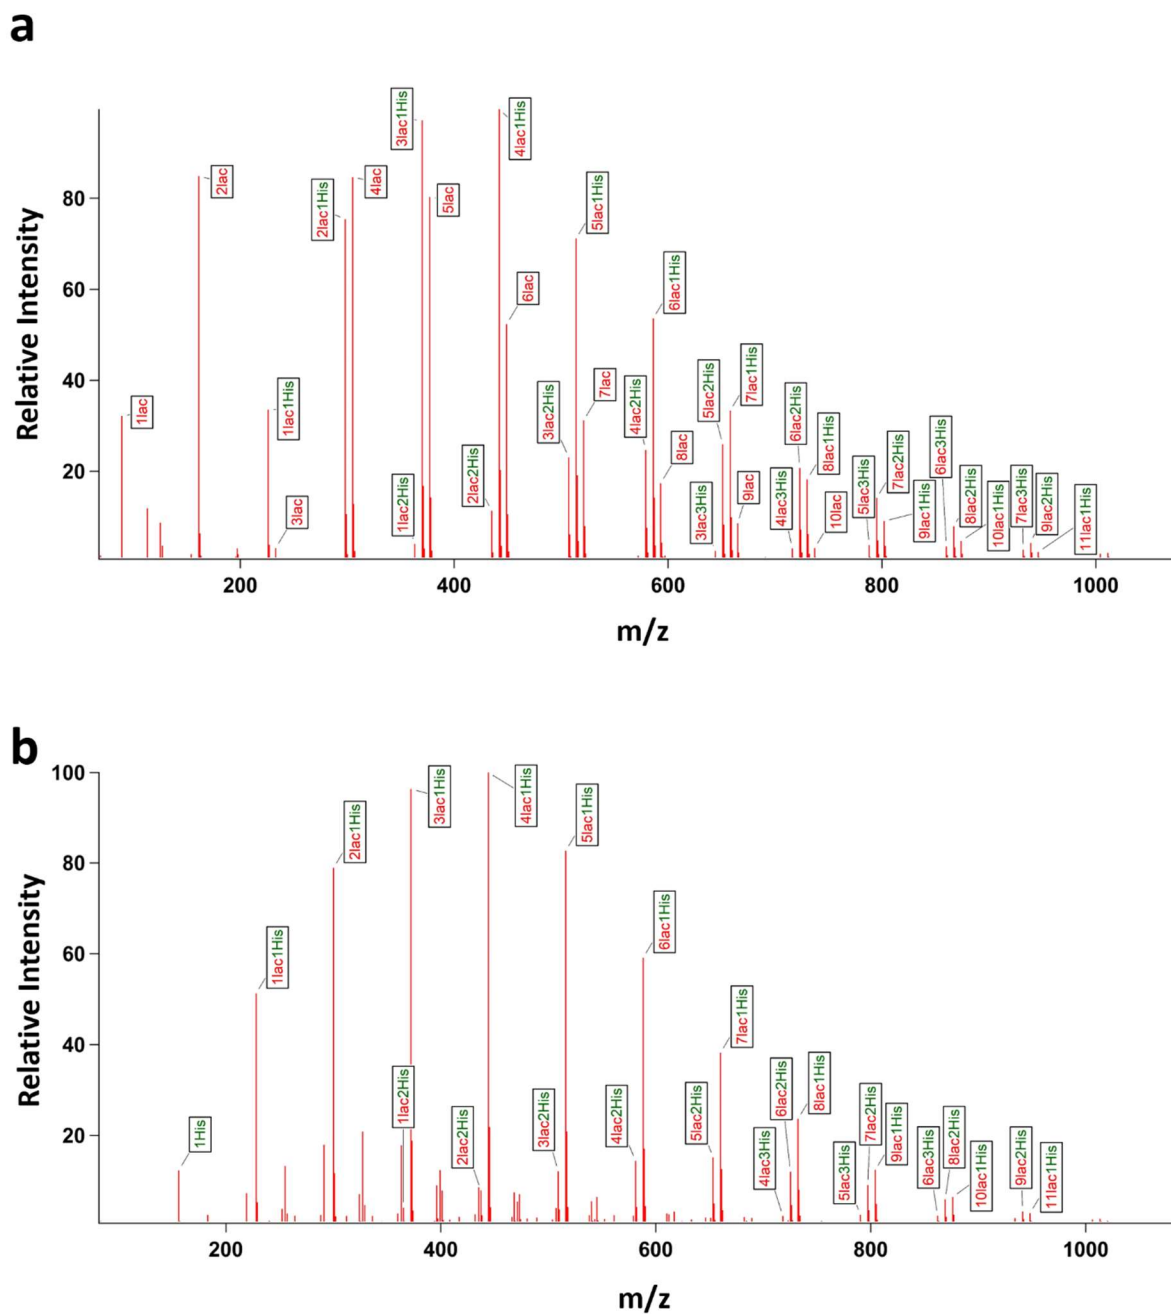 a
Relative Intensity
80
60
40
20
200
400
600
800
1000
m/z
1lac
2lac
1lac1His
3lac
2lac1His
4lac
3lac1His
1lac2His
5lac
2lac2His
4lac1His
6lac
3lac2His
5lac1His
7lac
4lac2His
6lac1His
8lac
3lac3His
5lac2His
7lac1His
9lac
4lac3His
6lac2His
8lac1His
10lac
5lac3His
7lac2His
9lac1His
6lac3His
8lac2His
10lac1His
7lac3His
9lac2His
11lac1His
b
Relative Intensity
100
80
60
40
20
200
400
600
800
1000
m/z
1His
1lac1His
2lac1His
1lac2His
3lac1His
2lac2His
4lac1His
3lac2His
5lac1His
4lac2His
6lac1His
5lac2His
7lac1His
4lac3His
6lac2His
8lac1His
5lac3His
7lac2His
9lac1His
6lac3His
8lac2His
10lac1His
9lac2His
11lac1His